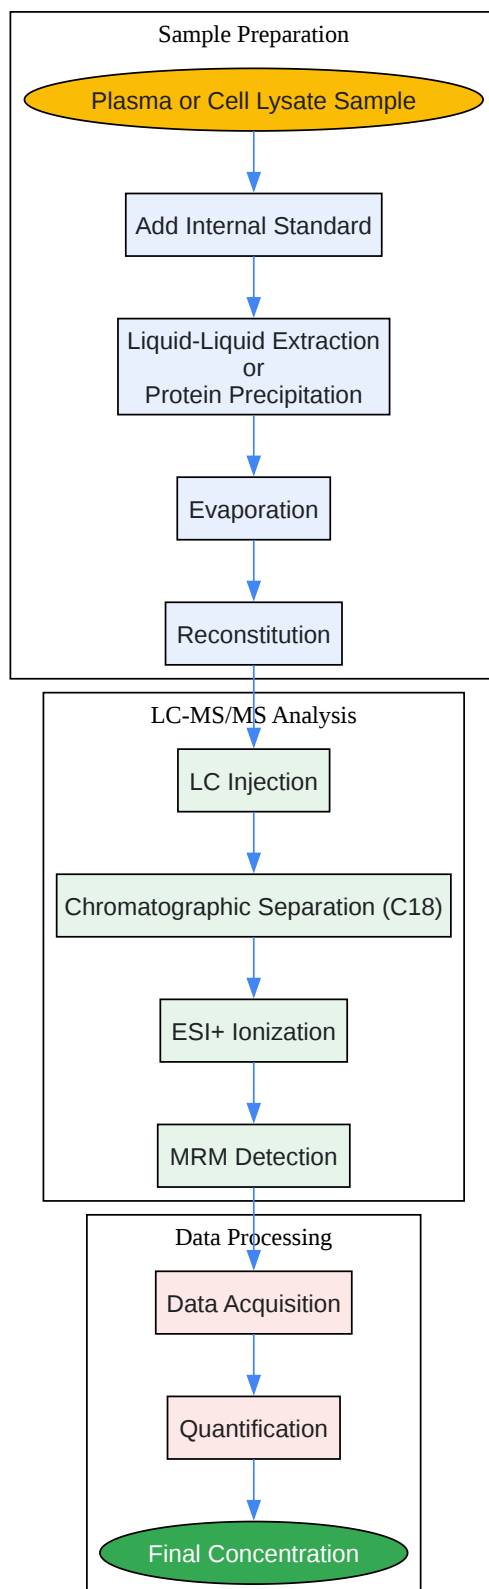 Sample Preparation
Plasma or Cell Lysate Sample
Add Internal Standard
Liquid-Liquid Extraction
or
Protein Precipitation
Evaporation
Reconstitution
LC-MS/MS Analysis
LC Injection
Chromatographic Separation (C18)
ESI+ Ionization
MRM Detection
Data Processing
Data Acquisition
Quantification
Final Concentration